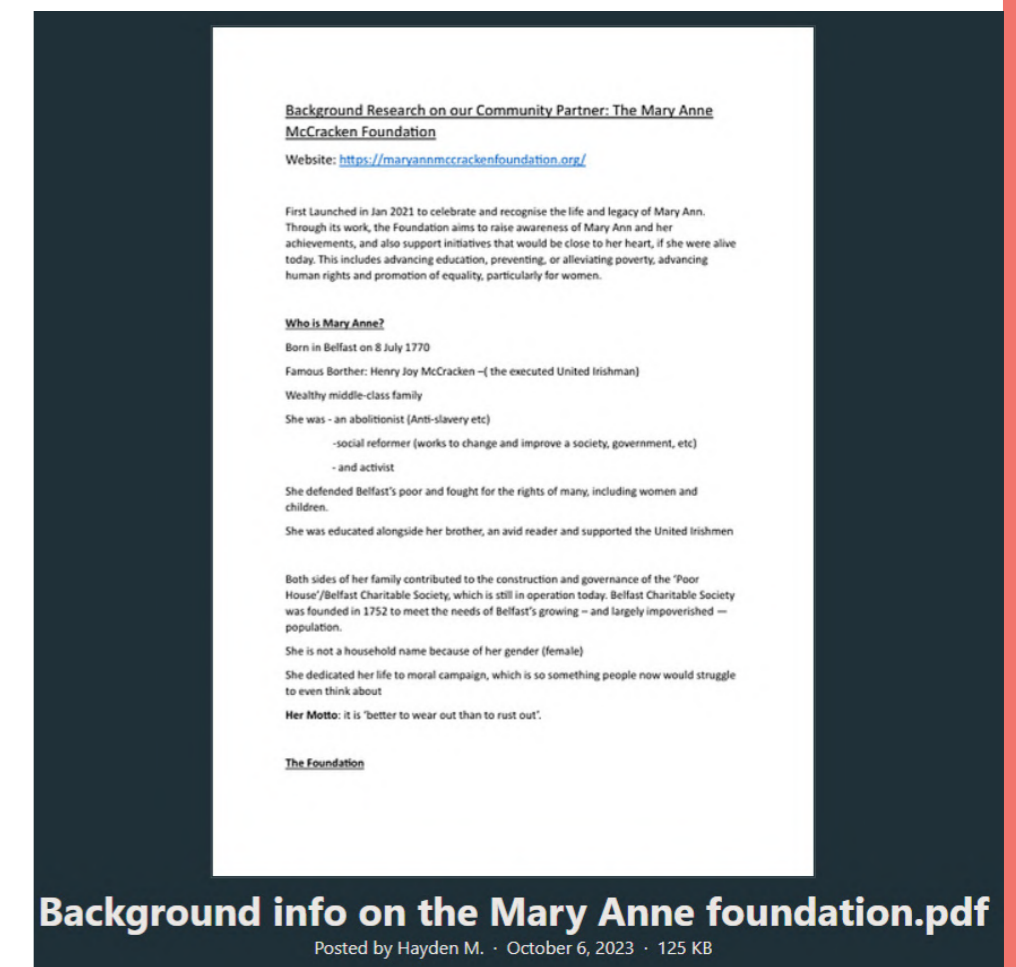 Background Research on our Community Partner: The Mary Anne
McCracken Foundation
Website: https://maryannmccrackenfoundation.org/
First Launched in Jan 2021 to celebrate and recognise the life and legacy of Mary Ann.
Through its work, the Foundation aims to raise awareness of Mary Ann and her
achievements, and also support initiatives that would be close to her heart, if she were alive
today. This includes advancing education, preventing, or alleviating poverty, advancing
human rights and promotion of equality, particularly for women.
Who is Mary Anne?
Born in Belfast on 8 July 1770
Famous Borther: Henry Joy McCracken –( the executed United Irishman)
Wealthy middle-class family
She was - an abolitionist (Anti-slavery etc)
-social reformer (works to change and improve a society, government, etc)
- and activist
She defended Belfast's poor and fought for the rights of many, including women and
children.
She was educated alongside her brother, an avid reader and supported the United Irishmen
Both sides of her family contributed to the construction and governance of the 'Poor
House'/Belfast Charitable Society, which is still in operation today. Belfast Charitable Society
was founded in 1752 to meet the needs of Belfast's growing – and largely impoverished —
population.
She is not a household name because of her gender (female)
She dedicated her life to moral campaign, which is so something people now would struggle
to even think about
Her Motto: it is 'better to wear out than to rust out'.
The Foundation
Background info on the Mary Anne foundation.pdf
Posted by Hayden M. · October 6, 2023 · 125 KB